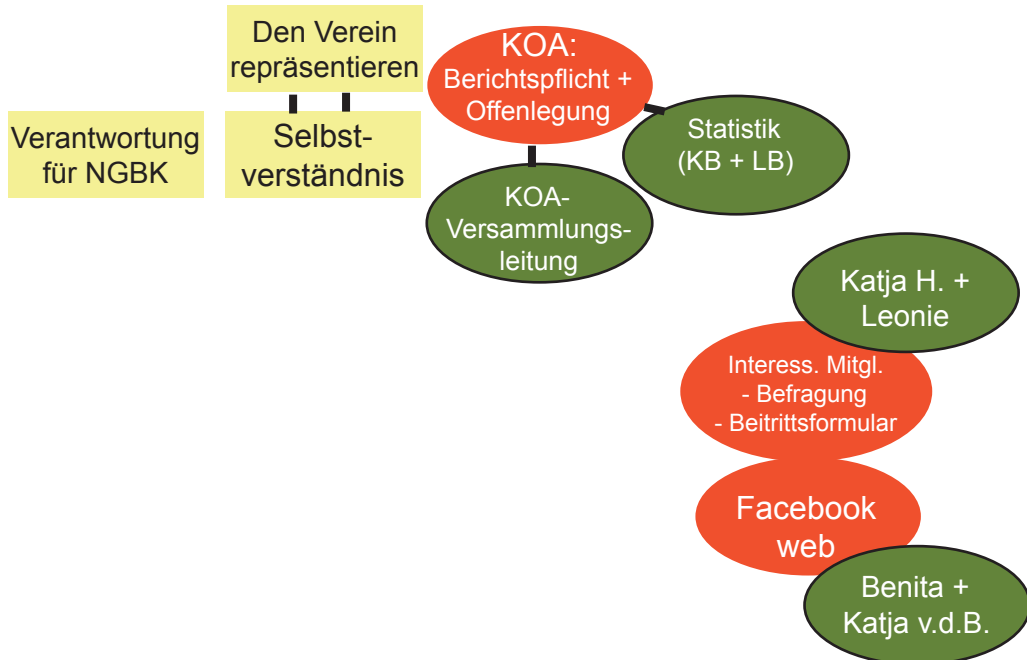 Den Verein
repräsentieren
Verantwortung
für NGBK
Selbst-
verständnis
KOA:
Berichtspflicht +
Offenlegung
Statistik
(KB + LB)
KOA-
Versammlungs-
leitung
Katja H. +
Leonie
Interess. Mitgl.
- Befragung
- Beitrittsformular
Facebook
web
Benita +
Katja v.d.B.